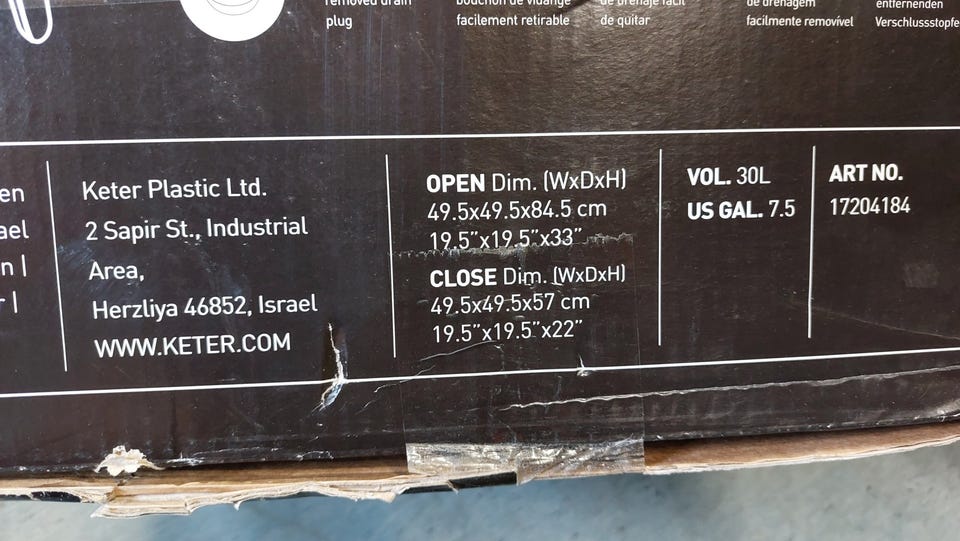 removed drain
plug
bouchon de vidange
facilement retirable
de drenaje fácil
de quitar
de drenagem
facilmente removível
entfernenden
Verschlussstopfe
en
ael
n |
r |
Keter Plastic Ltd.
2 Sapir St., Industrial
Area,
Herzliya 46852, Israel
WWW.KETER.COM
OPEN Dim. (WxDxH)
49.5x49.5x84.5 cm
19.5”x19.5”x33”
CLOSE Dim. (WxDxH)
49.5x49.5x57 cm
19.5”x19.5”x22”
VOL. 30L
US GAL. 7.5
ART NO.
17204184